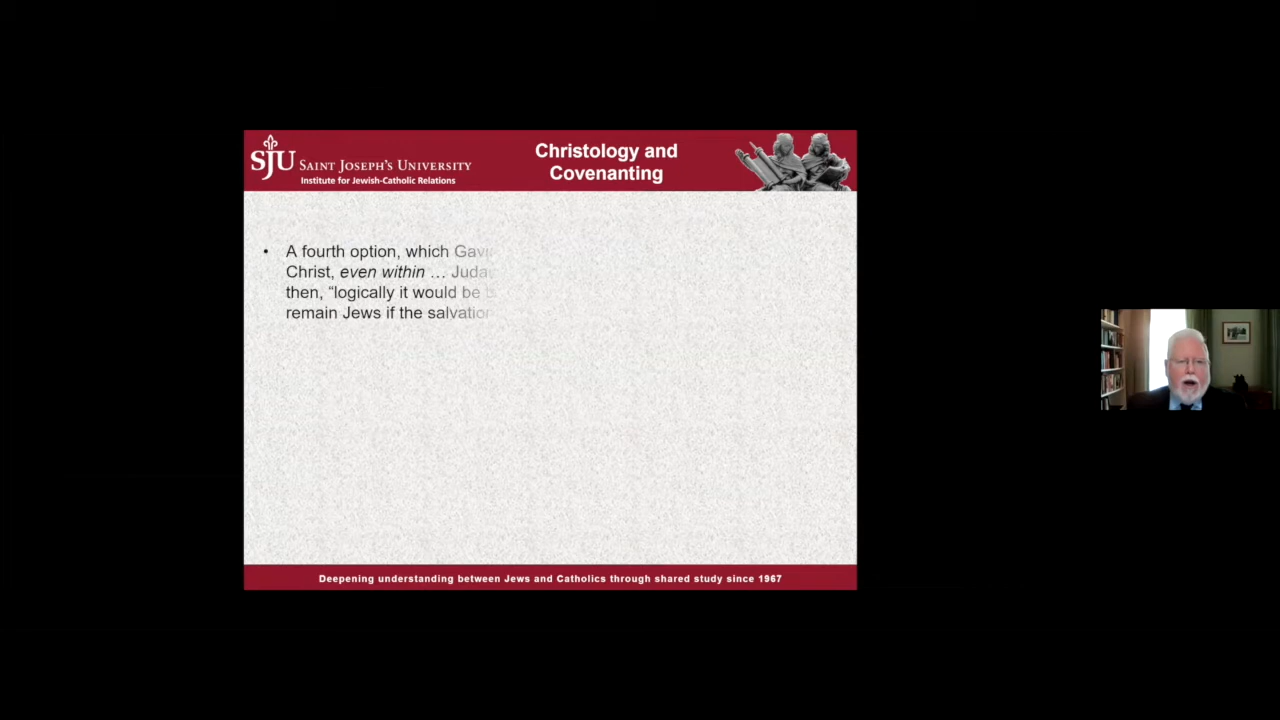 SJU SAINT JOSEPH'S UNIVERSITY
Institute for Jewish-Catholic Relations
Christology and
Covenanting
• A fourth option, which
Christ, even within …
then, “logically it would be
remain Jews if the
Deepening understanding between Jews and Catholics through shared study since 1967